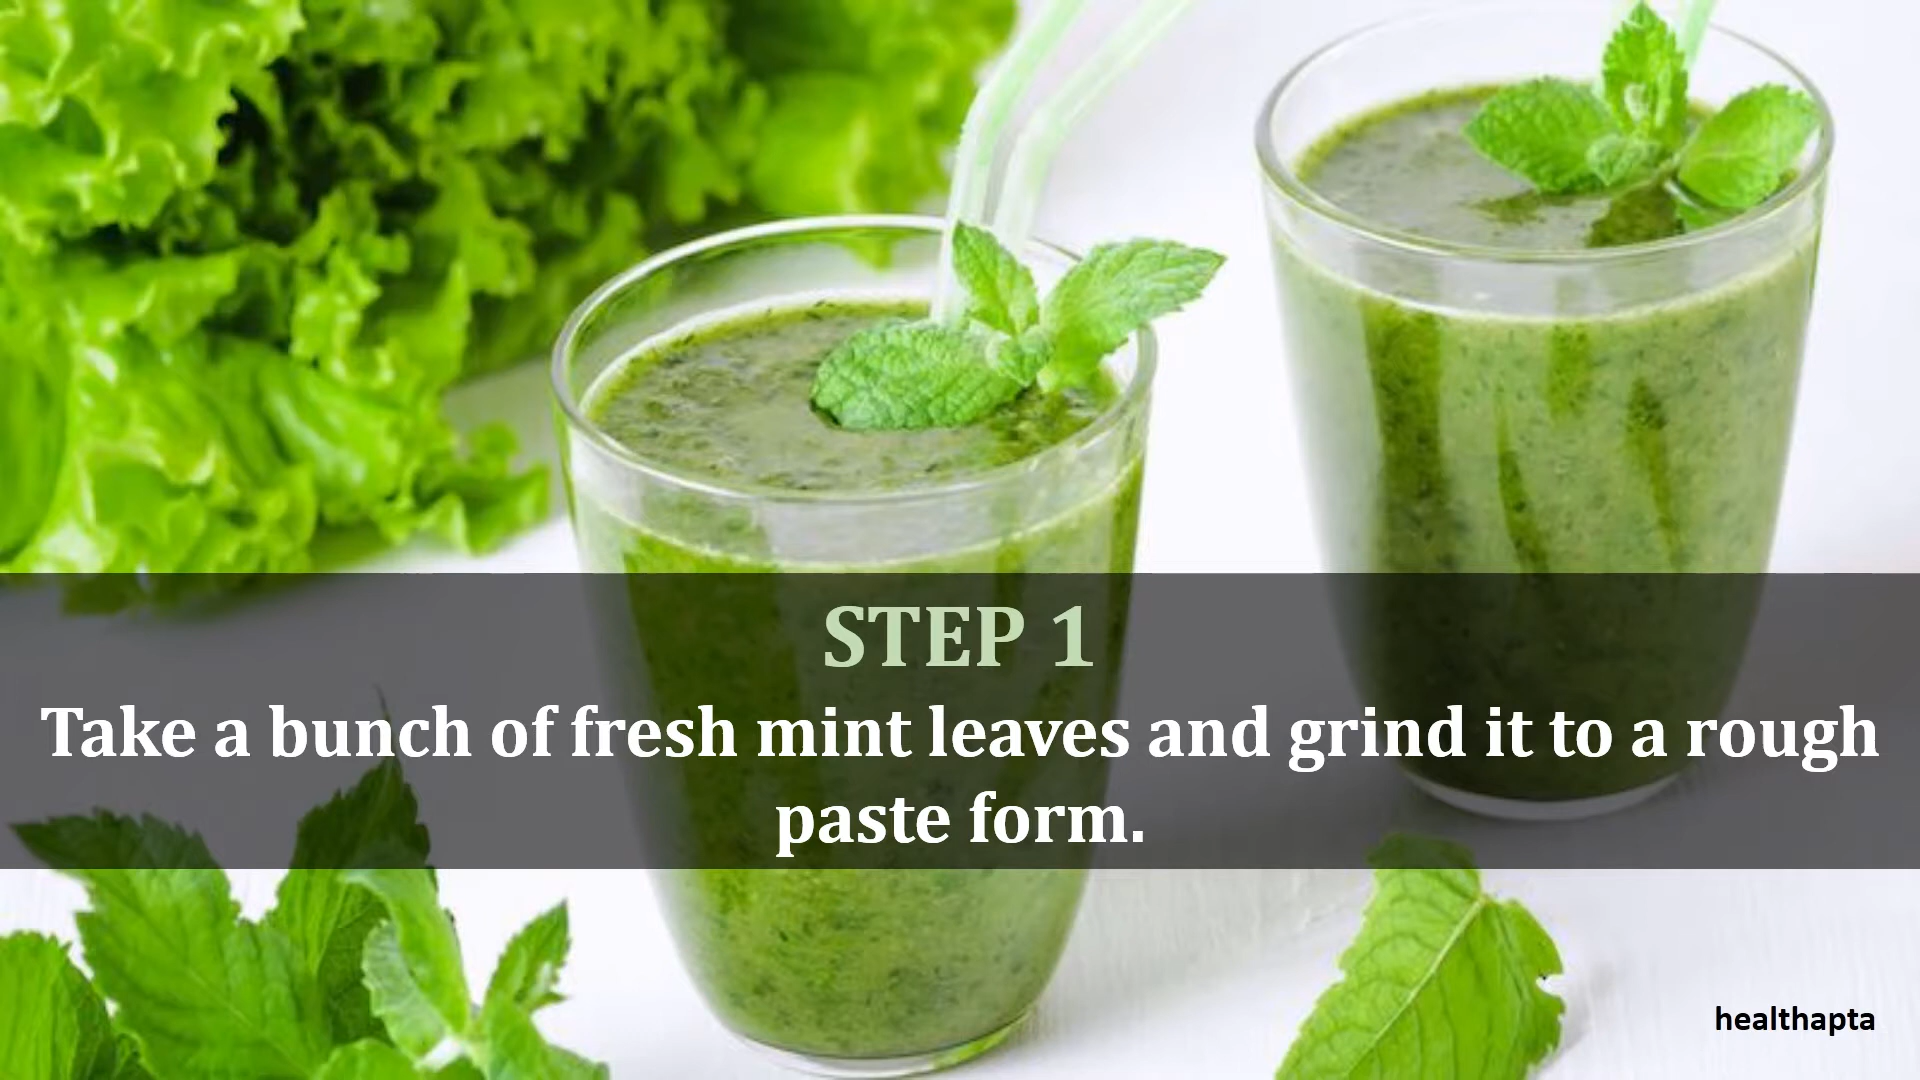 STEP 1
Take a bunch of fresh mint leaves and grind it to a rough
paste form.
healthapta